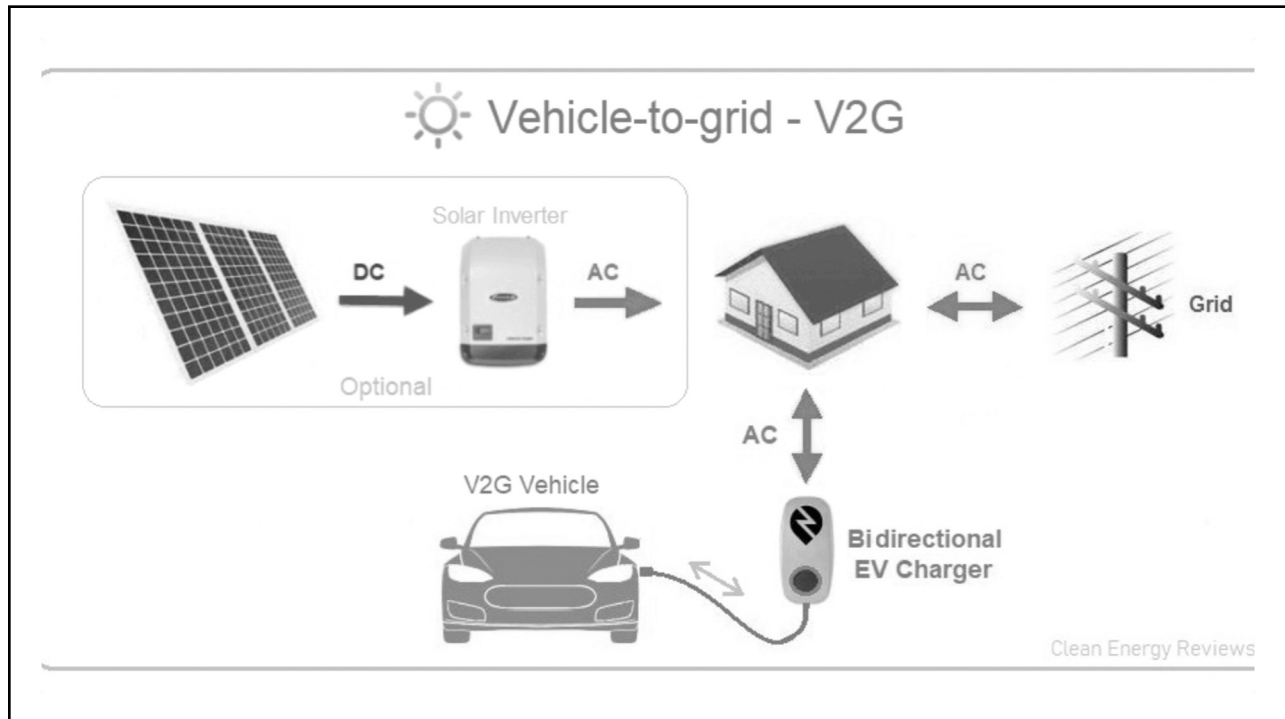 Vehicle-to-grid - V2G
Solar Inverter
DC
AC
AC
Grid
Optional
AC
V2G Vehicle
Bidirectional
EV Charger
Clean Energy Reviews